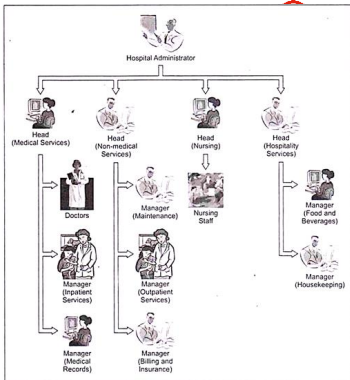 Hospital Administrator
Head
(Medical Services)
Head
(Non-medical
Services)
Head
(Nursing)
Head
(Hospitality
Services)
Doctors
Manager
(Maintenance)
Nursing
Staff
Manager
(Food and
Beverages)
Manager
(Inpatient
Services)
Manager
(Outpatient
Services)
Manager
(Housekeeping)
Manager
(Medical
Records)
Manager
(Billing and
Insurance)